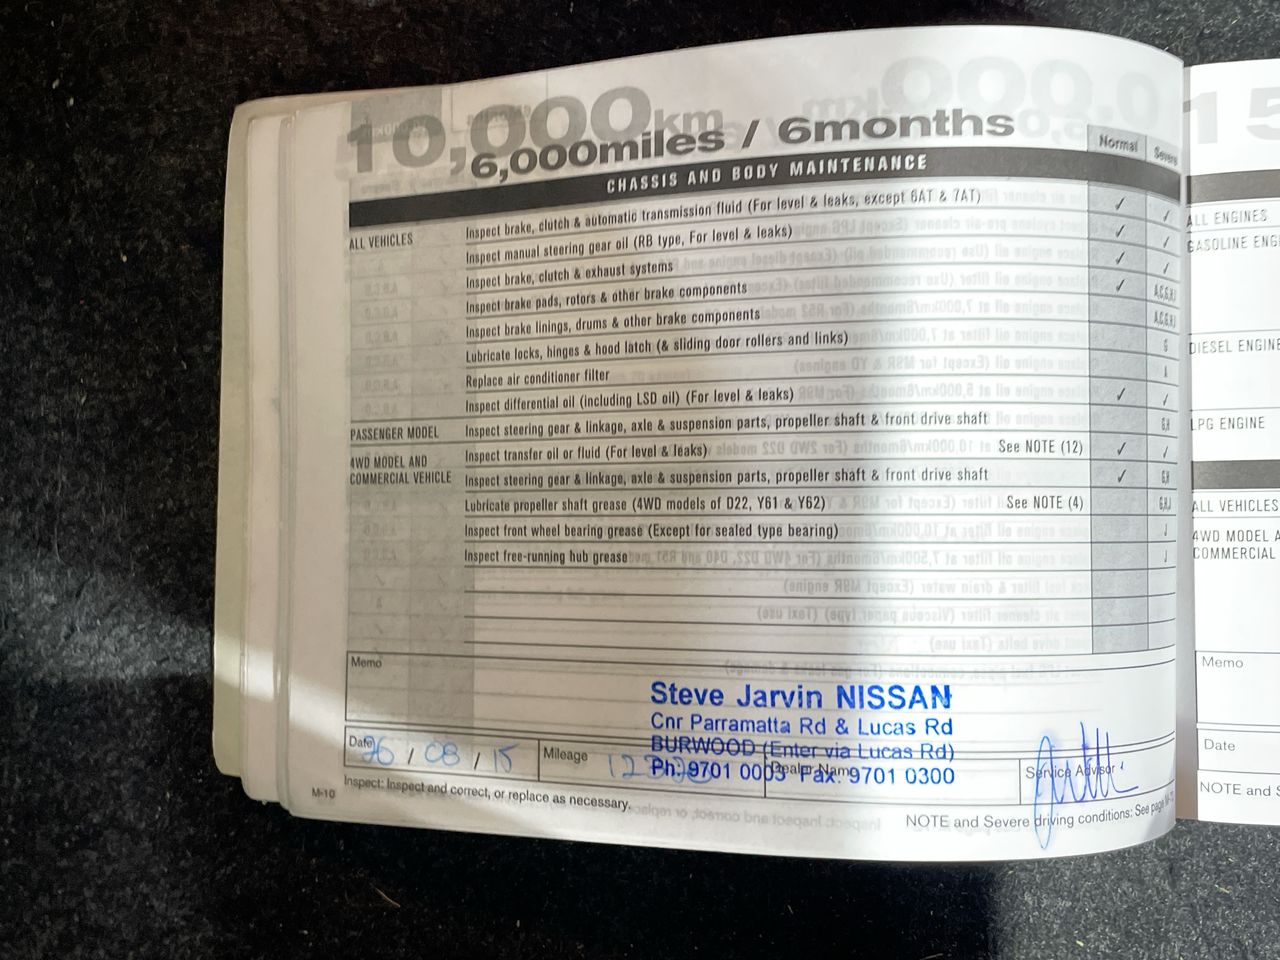 10,000km
6,000miles / 6months
CHASSIS AND BODY MAINTENANCE
Normal Severe
ALL VEHICLES
Inspect brake, clutch & automatic transmission fluid (For level & leaks, except 6AT & 7AT) ✓ ✓
Inspect manual steering gear oil (RB type, For level & leaks) ✓ ✓
Inspect brake, clutch & exhaust systems ✓ ✓
Inspect brake pads, rotors & other brake components ✓ A,C,G,H,I
Inspect brake linings, drums & other brake components A,C,G,H,I
Lubricate locks, hinges & hood latch (& sliding door rollers and links) G
Replace air conditioner filter
Inspect differential oil (including LSD oil) (For level & leaks) ✓ ✓
PASSENGER MODEL Inspect steering gear & linkage, axle & suspension parts, propeller shaft & front drive shaft G,H
4WD MODEL AND
COMMERCIAL VEHICLE
Inspect transfer oil or fluid (For level & leaks) See NOTE (12) ✓ ✓
Inspect steering gear & linkage, axle & suspension parts, propeller shaft & front drive shaft ✓ G,H
Lubricate propeller shaft grease (4WD models of D22, Y61 & Y62) See NOTE (4) G,H,J
Inspect front wheel bearing grease (Except for sealed type bearing) J
Inspect free-running hub grease J
Memo
Steve Jarvin NISSAN
Cnr Parramatta Rd & Lucas Rd
BURWOOD (Enter via Lucas Rd)
Ph: 9701 0003 Fax: 9701 0300
Date 26 / 08 / 15
Mileage
Dealer Name
Service Advisor
Inspect: Inspect and correct, or replace as necessary.
M-10
NOTE and Severe driving conditions: See page
15
ALL ENGINES
GASOLINE
DIESEL ENGINE
LPG ENGINE
ALL VEHICLES
4WD MODEL
COMMERCIAL
Memo
Date
NOTE and